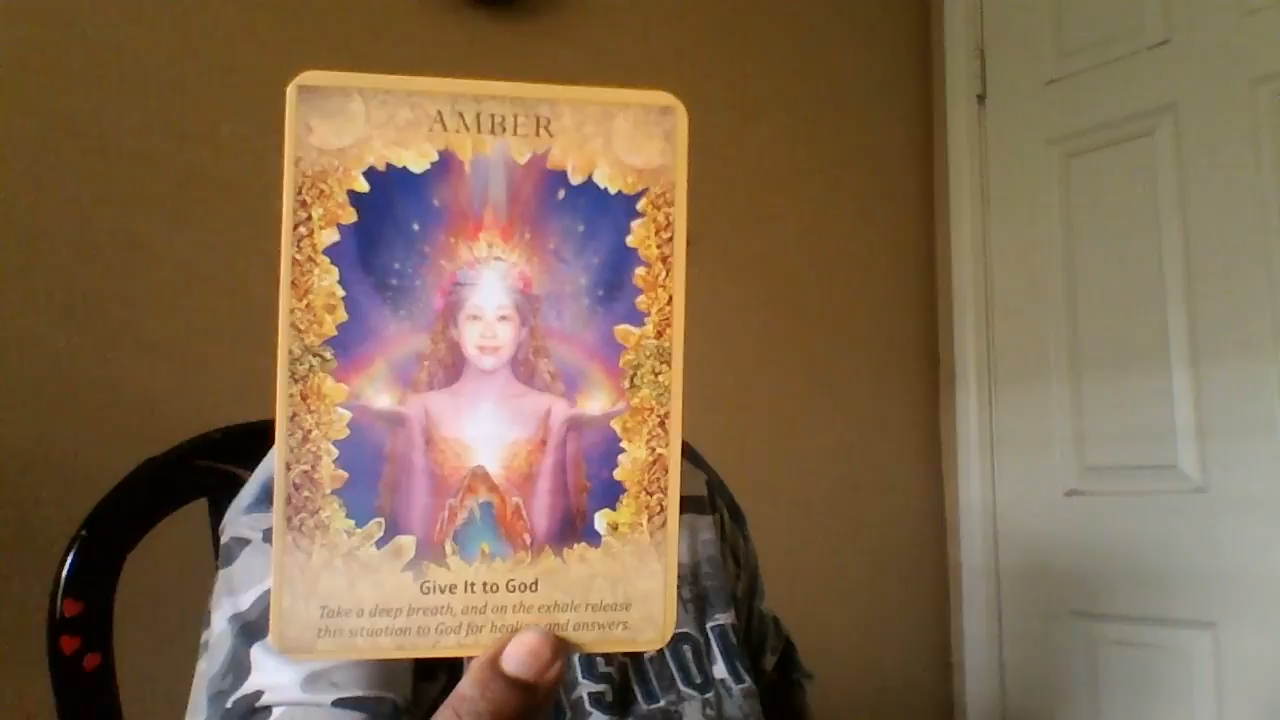 AMBER
Give It to God
Take a deep breath, and on the exhale release
this situation to God for healing and answers.